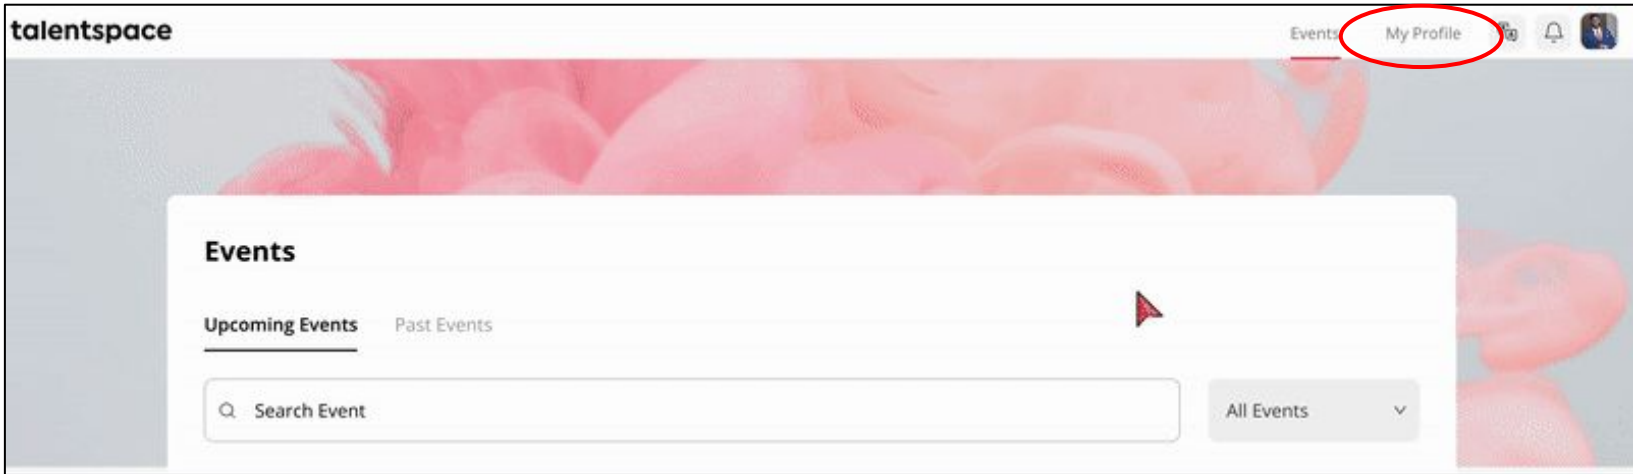 talentspace
Events My Profile
Events
Upcoming Events Past Events
Search Event All Events